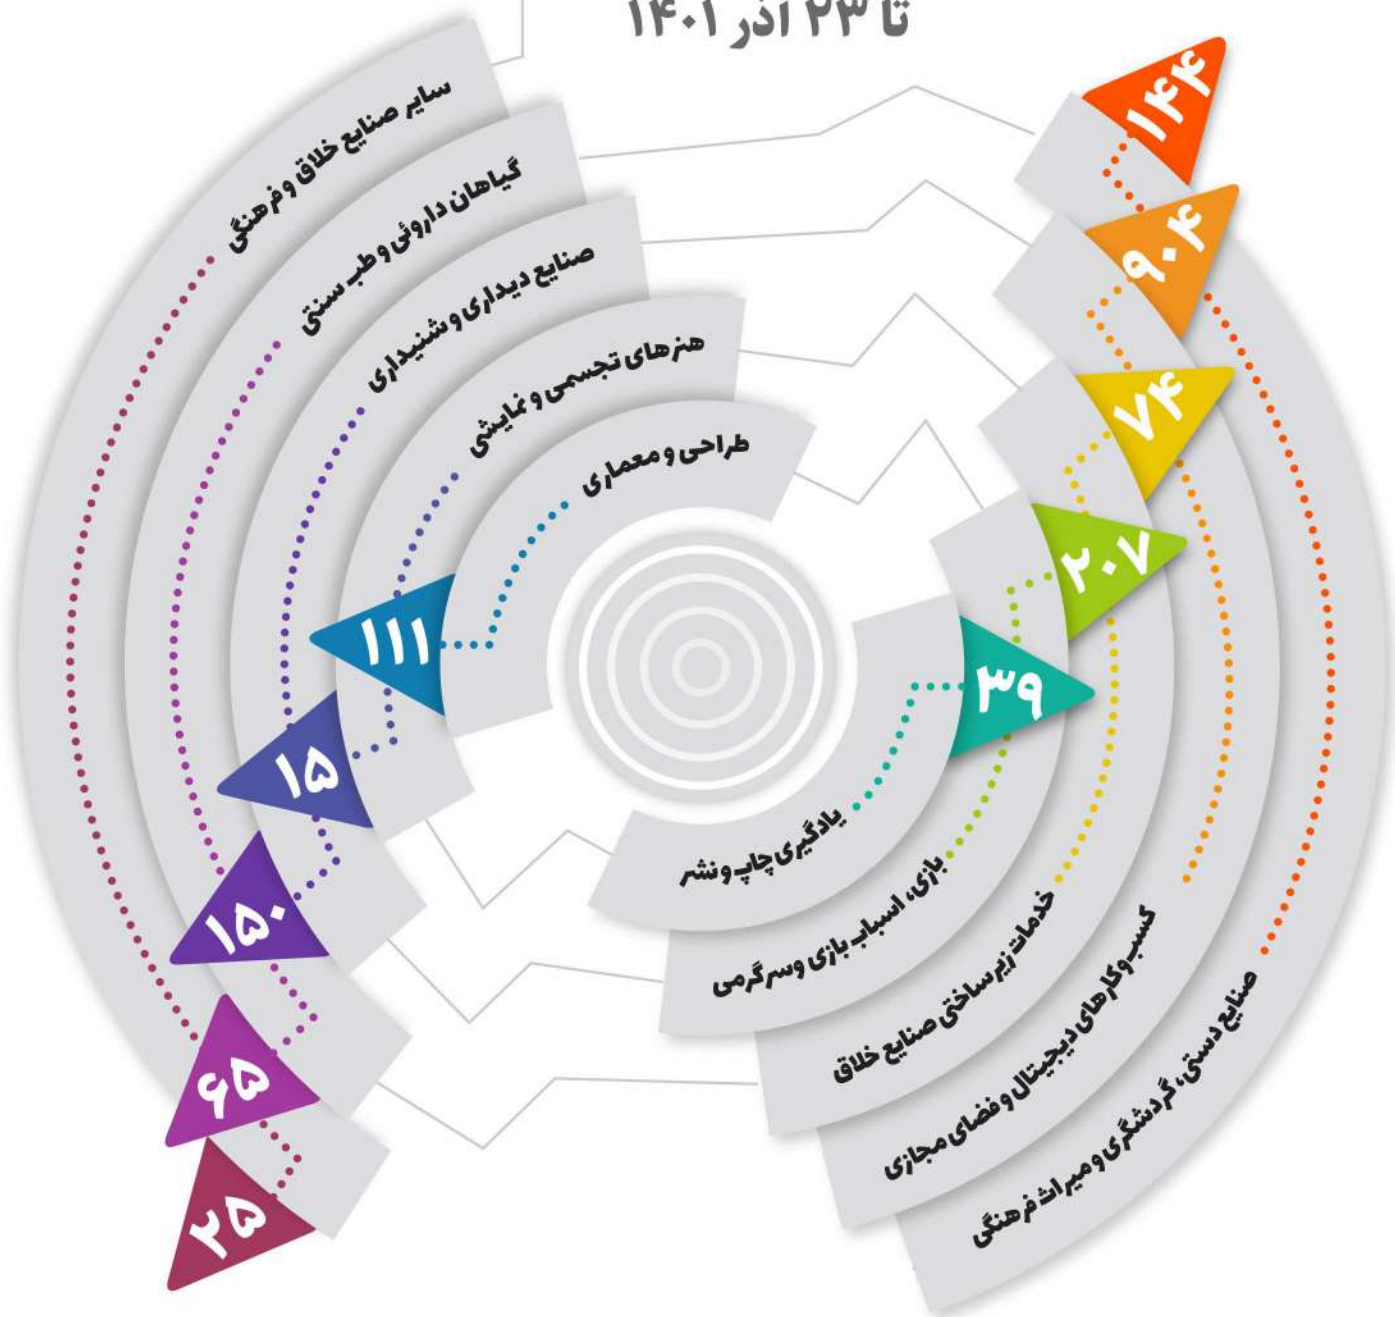 تا ۲۳ آذر ۱۴۰۱
سایر صنایع خلاق و فرهنگی
گیاهان داروئی و طب سنتی
صنایع دیداری و شنیداری
هنرهای تجسمی و نمایشی
طراحی و معماری
۱۱۱
۱۵
۱۵۰
۶۵
۲۵
۱۴۴
۹۰۴
۷۴
۲۰۷
۳۹
یادگیری چاپ و نشر
بازی، اسباب بازی و سرگرمی
خدمات زیرساختی صنایع خلاق
کسب و کارهای دیجیتال و فضای مجازی
صنایع دستی، گردشگری و میراث فرهنگی